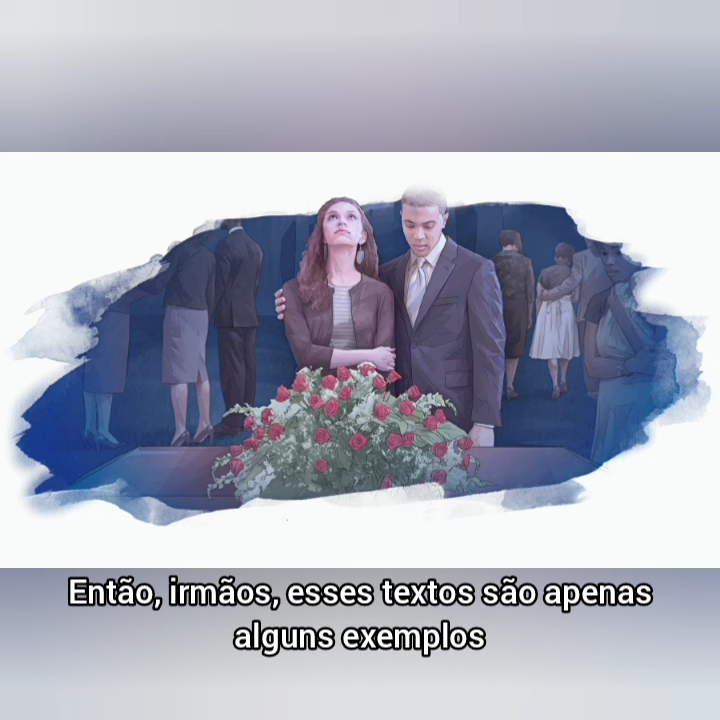 Então, irmãos, esses textos são apenas
alguns exemplos